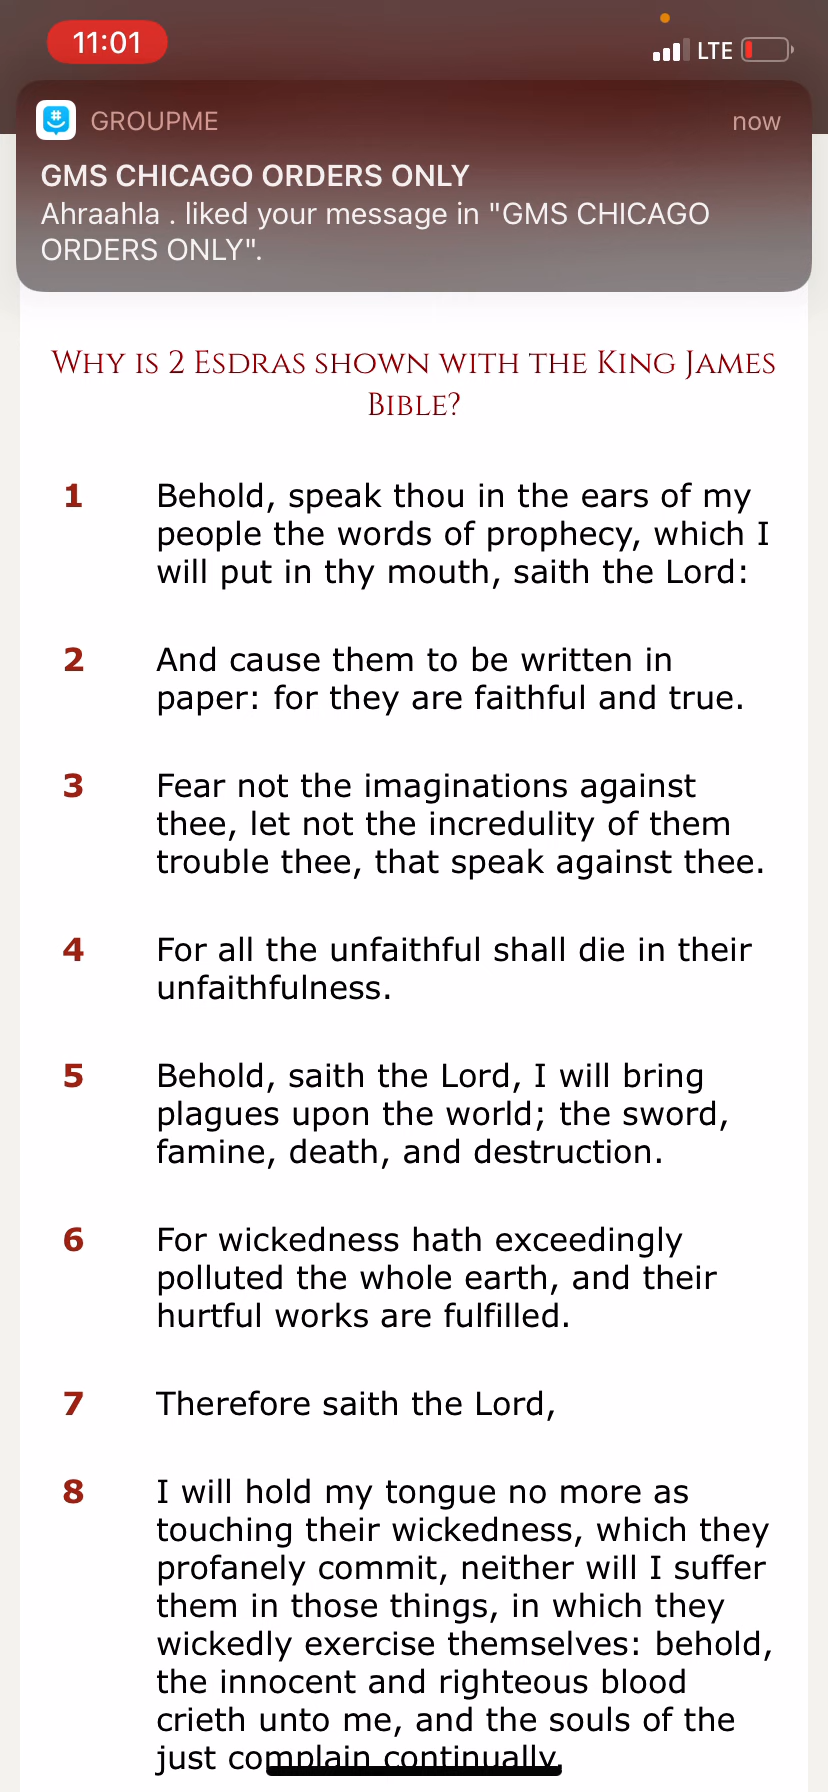 11:01
LTE
GROUPME
now
GMS CHICAGO ORDERS ONLY
Ahraahla . liked your message in "GMS CHICAGO
ORDERS ONLY".
Why is 2 Esdras shown with the King James
Bible?
1 Behold, speak thou in the ears of my
people the words of prophecy, which I
will put in thy mouth, saith the Lord:
2 And cause them to be written in
paper: for they are faithful and true.
3 Fear not the imaginations against
thee, let not the incredulity of them
trouble thee, that speak against thee.
4 For all the unfaithful shall die in their
unfaithfulness.
5 Behold, saith the Lord, I will bring
plagues upon the world; the sword,
famine, death, and destruction.
6 For wickedness hath exceedingly
polluted the whole earth, and their
hurtful works are fulfilled.
7 Therefore saith the Lord,
8 I will hold my tongue no more as
touching their wickedness, which they
profanely commit, neither will I suffer
them in those things, in which they
wickedly exercise themselves: behold,
the innocent and righteous blood
crieth unto me, and the souls of the
just complain continually.